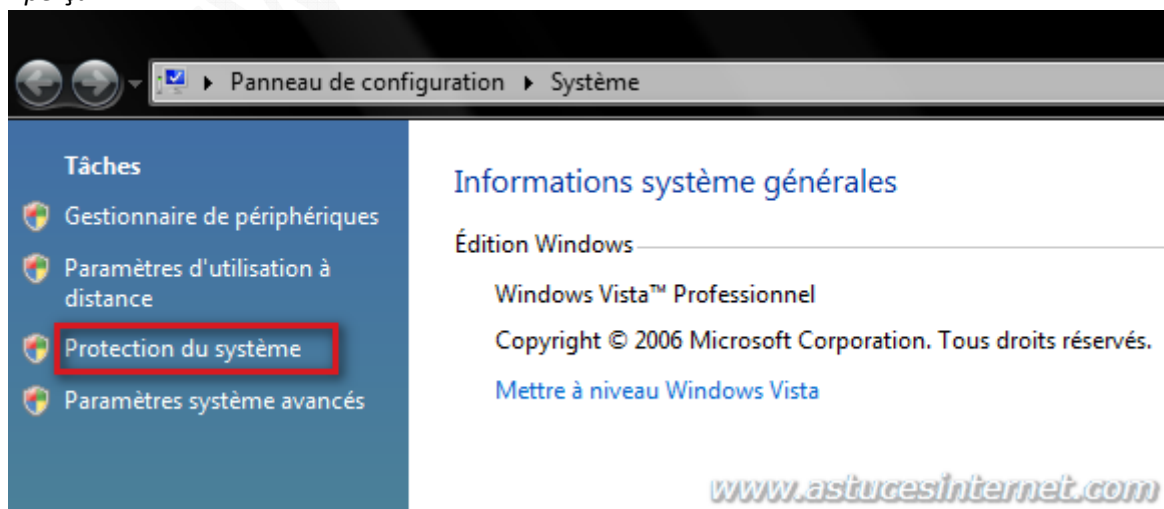 Panneau de configuration Système
Tâches
Gestionnaire de périphériques
Paramètres d'utilisation à
distance
Protection du système
Paramètres système avancés
Informations système générales
Édition Windows
Windows Vista™ Professionnel
Copyright © 2006 Microsoft Corporation. Tous droits réservés.
Mettre à niveau Windows Vista
www.astucesinternet.com